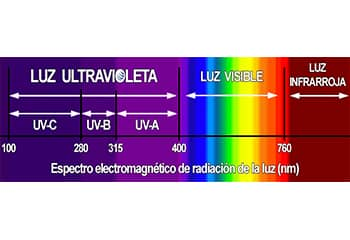 LUZ ULTRAVIOLETA
LUZ VISIBLE
LUZ
INFRARROJA
UV-C
UV-B
UV-A
100 280 315 400 760
Espectro electromagnético de radiación de la luz (nm)